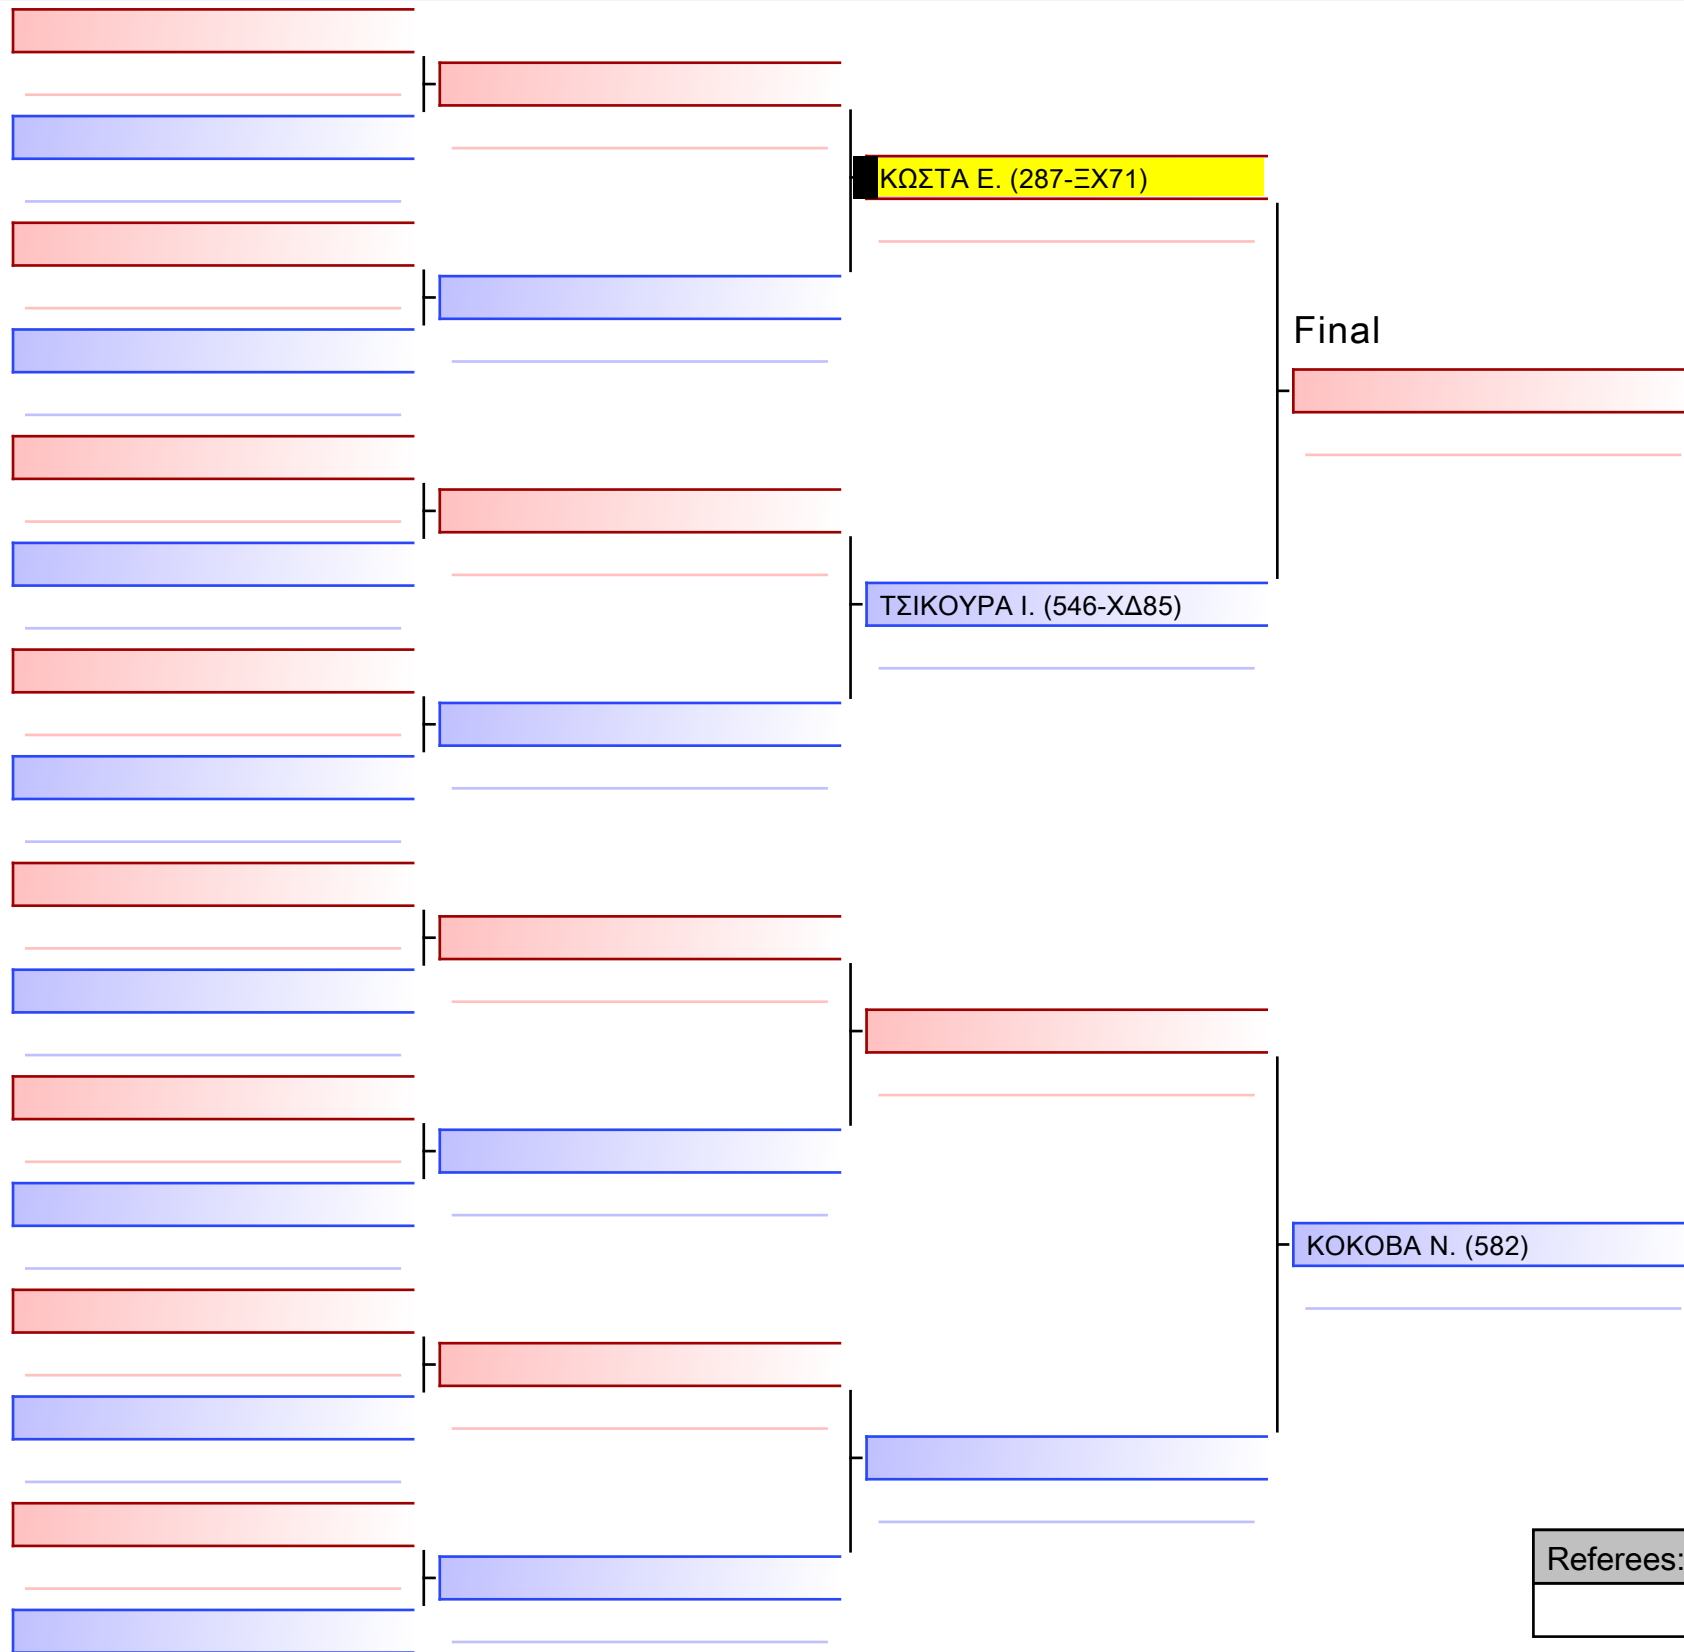 ΚΩΣΤΑ Ε. (287-ΞΧ71)
Final
ΤΣΙΚΟΥΡΑ Ι. (546-ΧΔ85)
ΚΟΚΟΒΑ Ν. (582)
Referees: